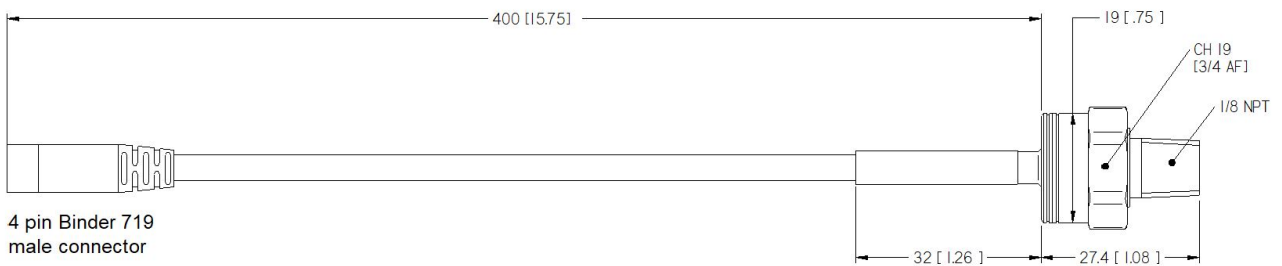 400 [15.75]
19 [.75]
CH 19
[3/4 AF]
1/8 NPT
4 pin Binder 719
male connector
32 [1.26]
27.4 [1.08]